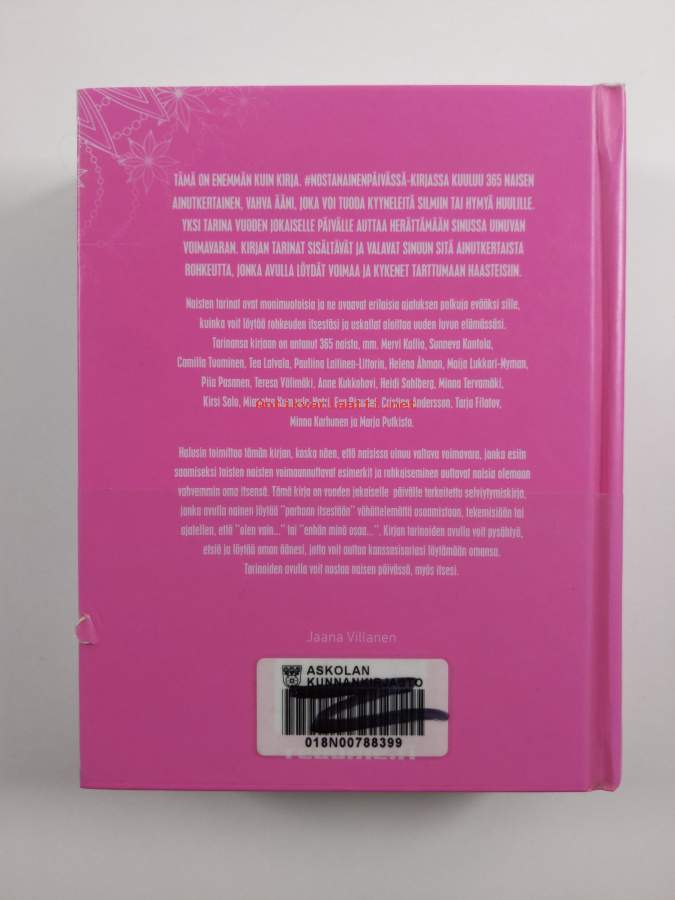 TÄMÄ ON ENEMMÄN KUIN KIRJA. #NOSTANAINENPÄIVÄSSÄ-KIRJASSA KUULUU 365 NAISEN
AINUTKERTAINEN, VAHVA ÄÄNI, JOKA VOI TUODA KYYNELEITÄ SILMIIN TAI HYMYÄ HUULILLE.
YKSI TARINA VUODEN JOKAISELLE PÄIVÄLLE AUTTAA HERÄTTÄMÄÄN SINUSSA UINUVAN
VOIMAVARAN. KIRJAN TARINAT SISÄLTÄVÄT JA VALAVAT SINUUN SITÄ AINUTKERTAISTA
ROHKEUTTA, JONKA AVULLA LÖYDÄT VOIMAA JA KYKENET TARTTUMAAN HAASTEISIIN.
Naisten tarinat ovat monimuotoisia ja ne avaavat erilaisia ajatuksen polkuja evääksi sille,
kuinka voit löytää rohkeuden itsestäsi ja uskallat aloittaa uuden luvun elämässäsi.
Tarinansa kirjaan on antanut 365 naista, mm. Mervi Kallio, Sunneva Kantola,
Camilla Tuominen, Tea Latvala, Pauliina Laitinen-Littorin, Helena Åhman, Maija Lukkari-Nyman,
Piia Pasanen, Teresa Välimäki, Anne Kukkohovi, Heidi Sohlberg, Minna Tervamäki,
Kirsi Salo, Cristina Andersson, Tarja Filatov,
antikvariaatti.net
Minna Karhunen ja Marja Putkisto.
Halusin toimittaa tämän kirjan, koska näen, että naisissa uinuu valtava voimavara, jonka esiin
saamiseksi toisten naisten voimaannuttavat esimerkit ja rohkaiseminen auttavat naisia olemaan
vahvemmin oma itsensä. Tämä kirja on vuoden jokaiselle päivälle tarkoitettu selviytymiskirja,
jonka avulla nainen löytää "parhaan itsestään" vähättelemättä osaamistaan, tekemisiään tai
ajatellen, että "olen vain..." tai "enhän minä osaa...". Kirjan tarinoiden avulla voit pysähtyä,
etsiä ja löytää oman äänesi, jotta voit auttaa kanssasisariasi löytämään omansa.
Tarinoiden avulla voit nostaa naisen päivässä, myös itsesi.
Jaana Villanen
ASKOLAN
KUNNANKIRJASTO
018N00788399